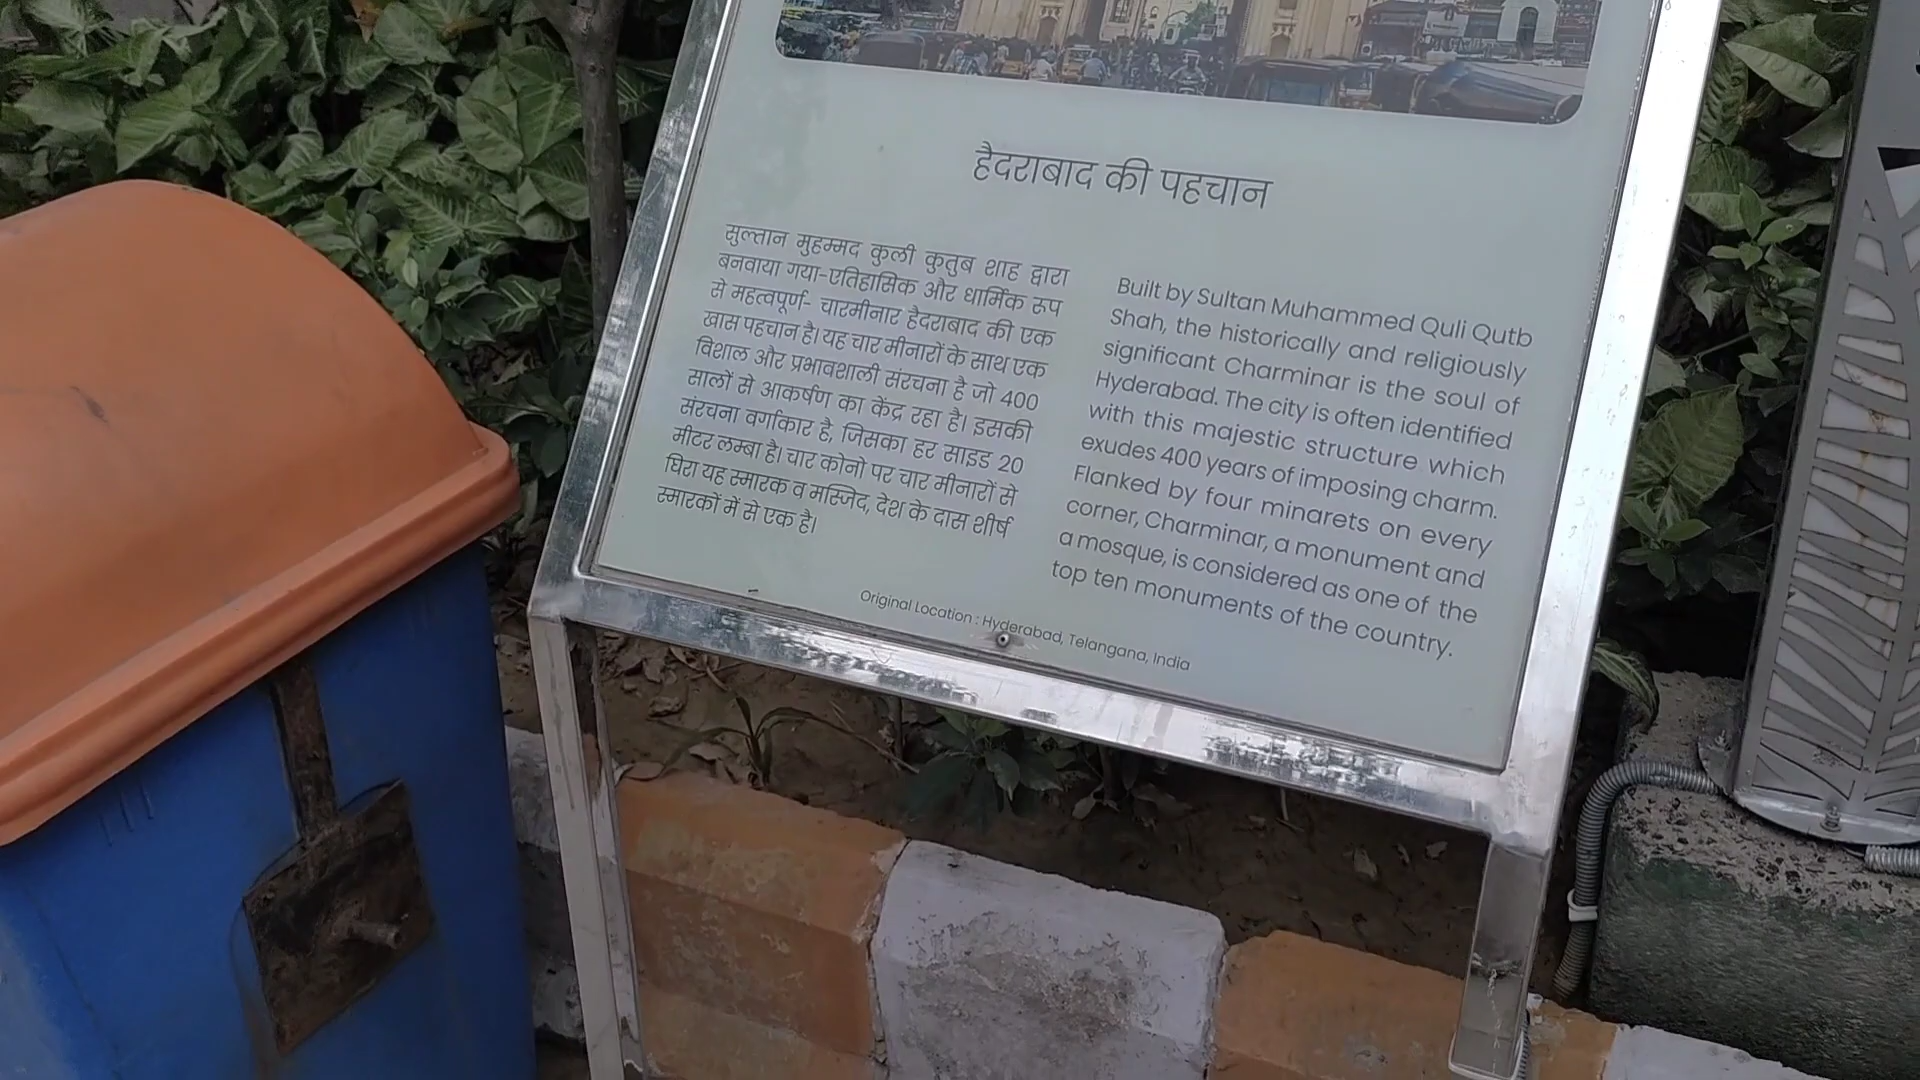 हैदराबाद की पहचान
सुल्तान मुहम्मद कुली कुतुब शाह द्वारा
बनवाया गया-एतिहासिक और धार्मिक रूप
से महत्वपूर्ण- चारमीनार हैदराबाद की एक
खास पहचान है। यह चार मीनारों के साथ एक
विशाल और प्रभावशाली संरचना है जो 400
सालों से आकर्षण का केंद्र रहा है। इसकी
संरचना वर्गाकार है, जिसका हर साइड 20
मीटर लम्बा है। चार कोनो पर चार मीनारों से
घिरा यह स्मारक व मस्जिद, देश के दास शीर्ष
स्मारकों में से एक है।
Built by Sultan Muhammed Quli Qutb
Shah, the historically and religiously
significant Charminar is the soul of
Hyderabad. The city is often identified
with this majestic structure which
exudes 400 years of imposing charm.
Flanked by four minarets on every
corner, Charminar, a monument and
a mosque, is considered as one of the
top ten monuments of the country.
Original Location : Hyderabad, Telangana, India